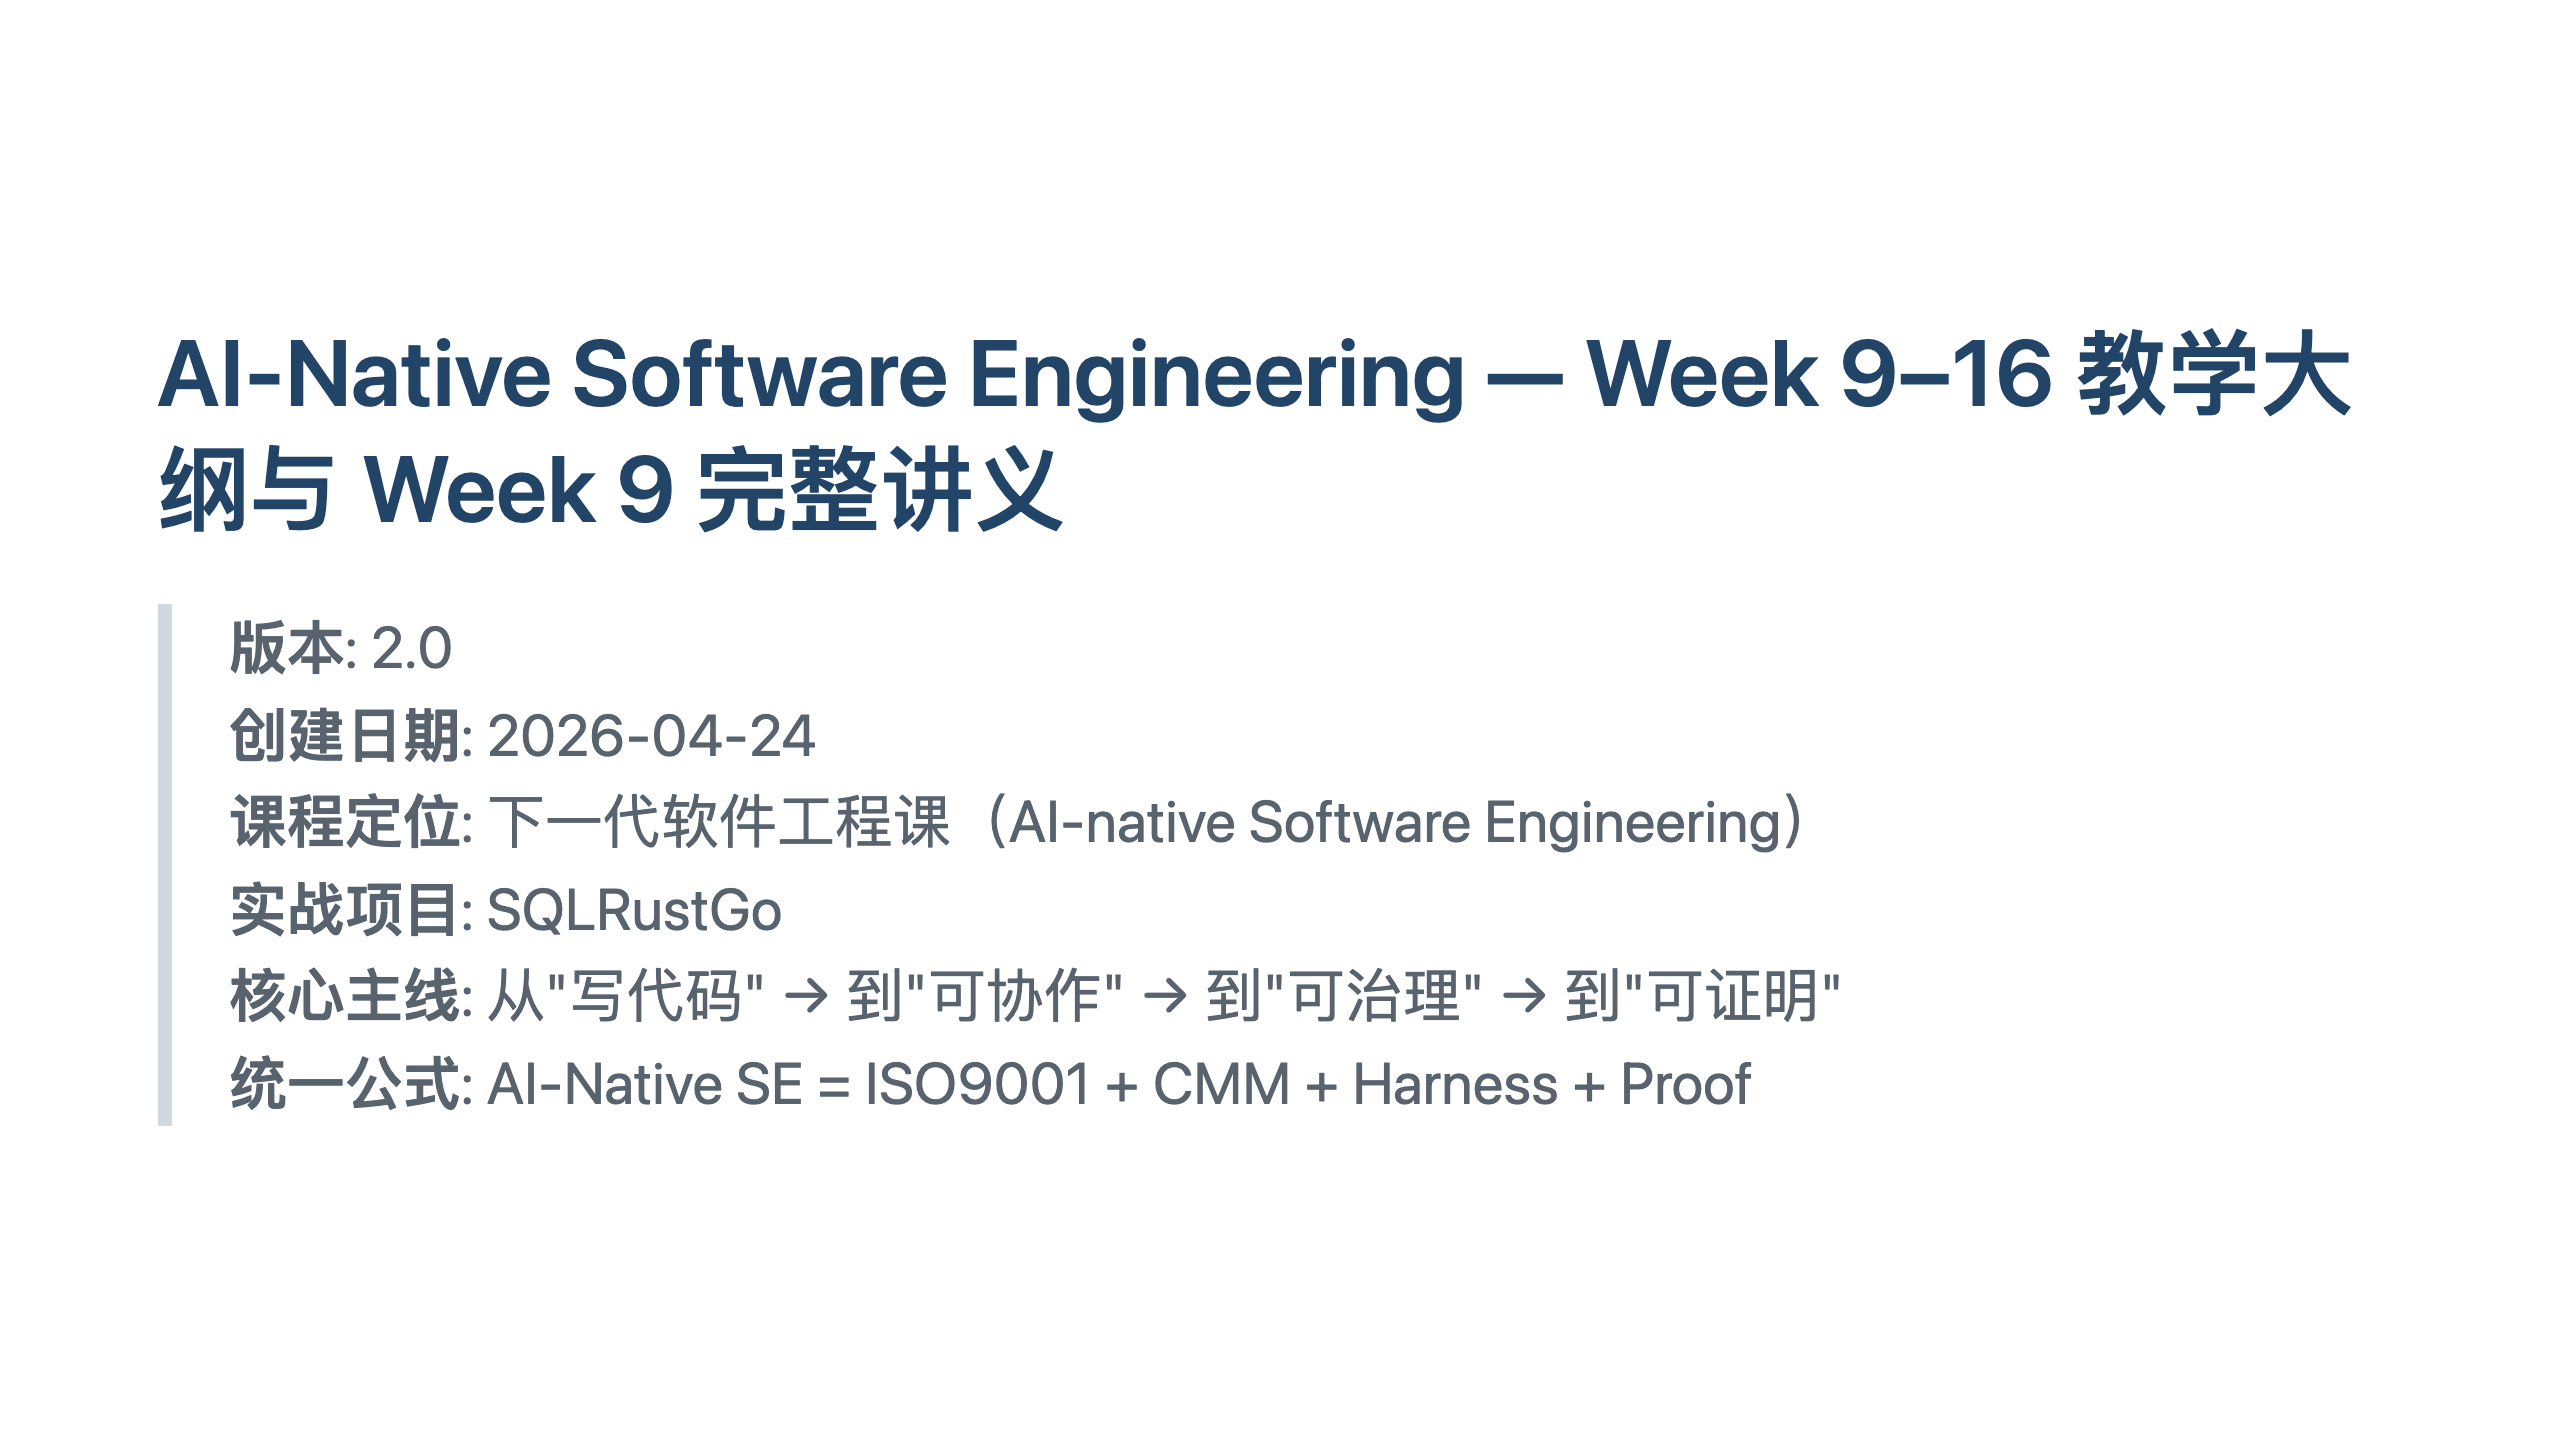 AI-Native Software Engineering — Week 9–16 教学大
纲与 Week 9 完整讲义
版本: 2.0
创建日期: 2026-04-24
课程定位: 下一代软件工程课（AI-native Software Engineering）
实战项目: SQLRustGo
核心主线: 从"写代码" → 到"可协作" → 到"可治理" → 到"可证明"
统一公式: AI-Native SE = ISO9001 + CMM + Harness + Proof